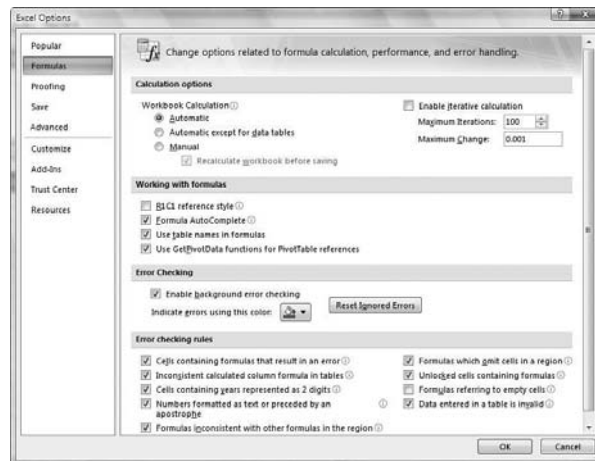 Excel Options
Popular
Formulas
Proofing
Save
Advanced
Customize
Add-Ins
Trust Center
Resources
Change options related to formula calculation, performance, and error handling.
Calculation options
Workbook Calculation
Automatic
Automatic except for data tables
Manual
Recalculate workbook before saving
Enable iterative calculation
Maximum Iterations: 100
Maximum Change: 0.001
Working with formulas
R1C1 reference style
Formula AutoComplete
Use table names in formulas
Use GetPivotData functions for PivotTable references
Error Checking
Enable background error checking
Indicate errors using this color:
Reset Ignored Errors
Error checking rules
Cells containing formulas that result in an error
Inconsistent calculated column formula in tables
Cells containing years represented as 2 digits
Numbers formatted as text or preceded by an
apostrophe
Formulas inconsistent with other formulas in the region
Formulas which omit cells in a region
Unlocked cells containing formulas
Formulas referring to empty cells
Data entered in a table is invalid
OK
Cancel